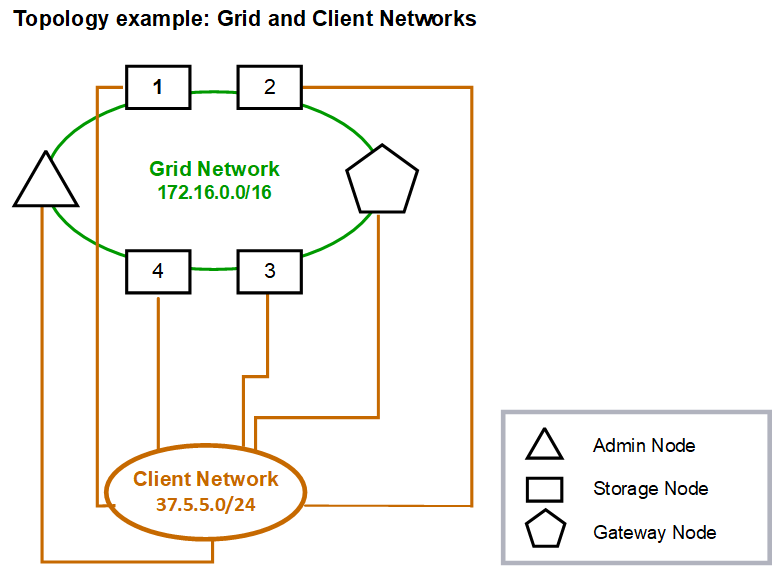 Topology example: Grid and Client Networks
1
2
Grid Network
172.16.0.0/16
4
3
Client Network
37.5.5.0/24
Admin Node
Storage Node
Gateway Node